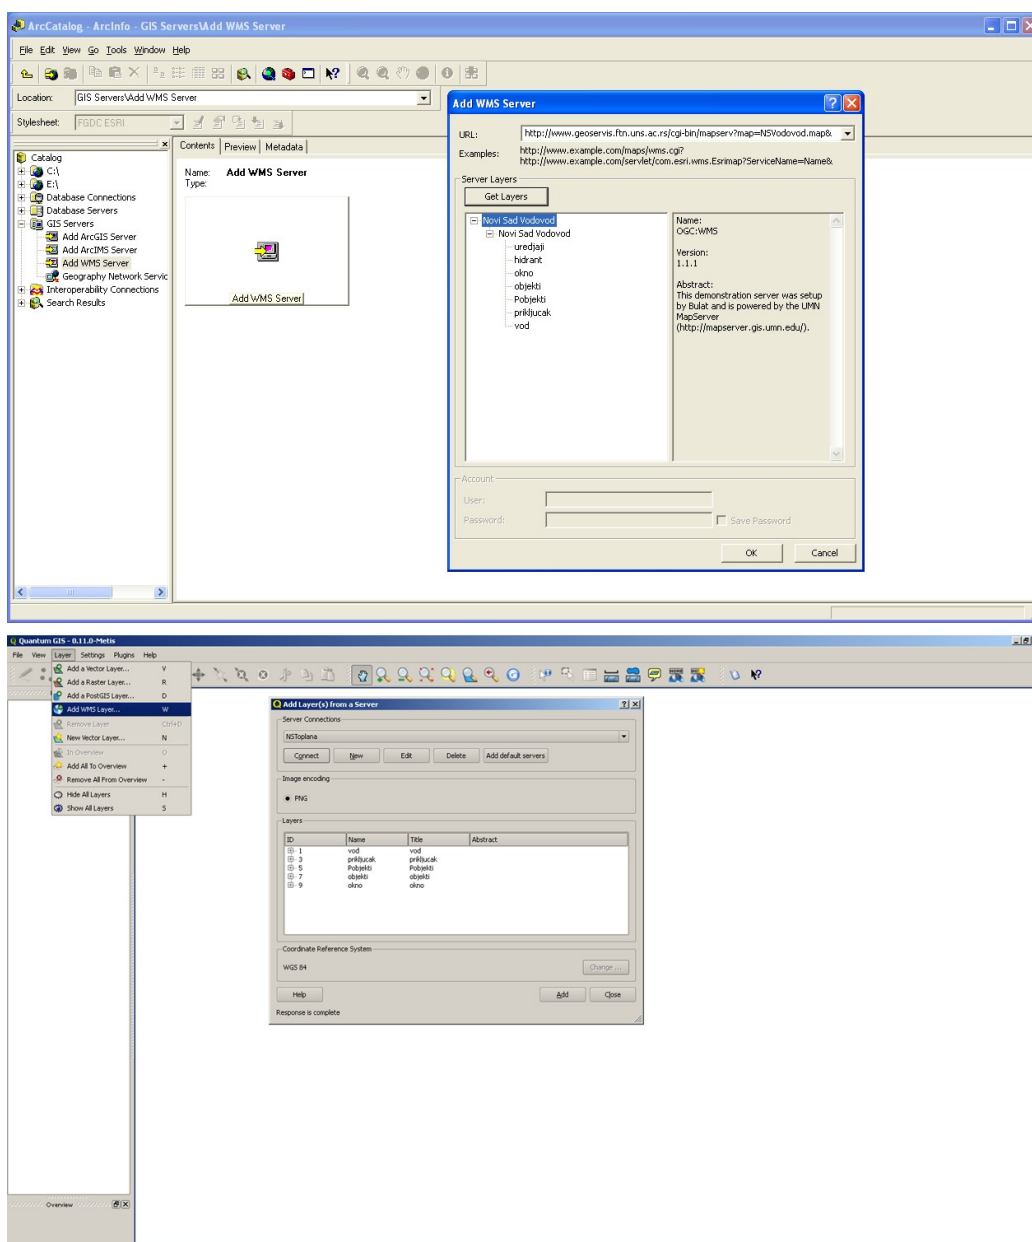 ArcCatalog - ArcInfo - GIS Servers\Add WMS Server
File Edit View Go Tools Window Help
Location: GIS Servers\Add WMS Server
Stylesheet: FGDC ESRI
Catalog
C:\
E:\
Database Connections
Database Servers
GIS Servers
Add ArcGIS Server
Add ArcIMS Server
Add WMS Server
Geography Network Servic
Interoperability Connections
Search Results
Contents Preview Metadata
Name: Add WMS Server
Type:
Add WMS Server
Add WMS Server
URL: http://www.geoservis.ftn.uns.ac.rs/cgi-bin/mapserv?map=NSVodovod.map&
Examples: http://www.example.com/maps/wms.cgi?
http://www.example.com/servlet/com.esri.wms.Esrimap?ServiceName=Name&
Server Layers
Get Layers
Novi Sad Vodovod
Novi Sad Vodovod
uredjaji
hidrant
okno
objekti
Pobjekti
prikljucak
vod
Name:
OGC:WMS
Version:
1.1.1
Abstract:
This demonstration server was setup
by Bulat and is powered by the UMN
MapServer
(http://mapserver.gis.umn.edu/).
Account
User:
Password:
Save Password
OK Cancel
Quantum GIS - 0.11.0-Metis
File View Layer Settings Plugins Help
Add a Vector Layer... V
Add a Raster Layer... R
Add a PostGIS Layer... D
Add WMS Layer... W
Remove Layer Ctrl+D
New Vector Layer... N
In Overview O
Add All To Overview +
Remove All From Overview -
Hide All Layers H
Show All Layers S
Overview
Add Layer(s) from a Server
Server Connections
NSToplana
Connect New Edit Delete Add default servers
Image encoding
PNG
Layers
ID Name Title Abstract
1 vod vod
3 prikljucak prikljucak
5 Pobjekti Pobjekti
7 objekti objekti
9 okno okno
Coordinate Reference System
WGS 84 Change ...
Help Add Close
Response is complete